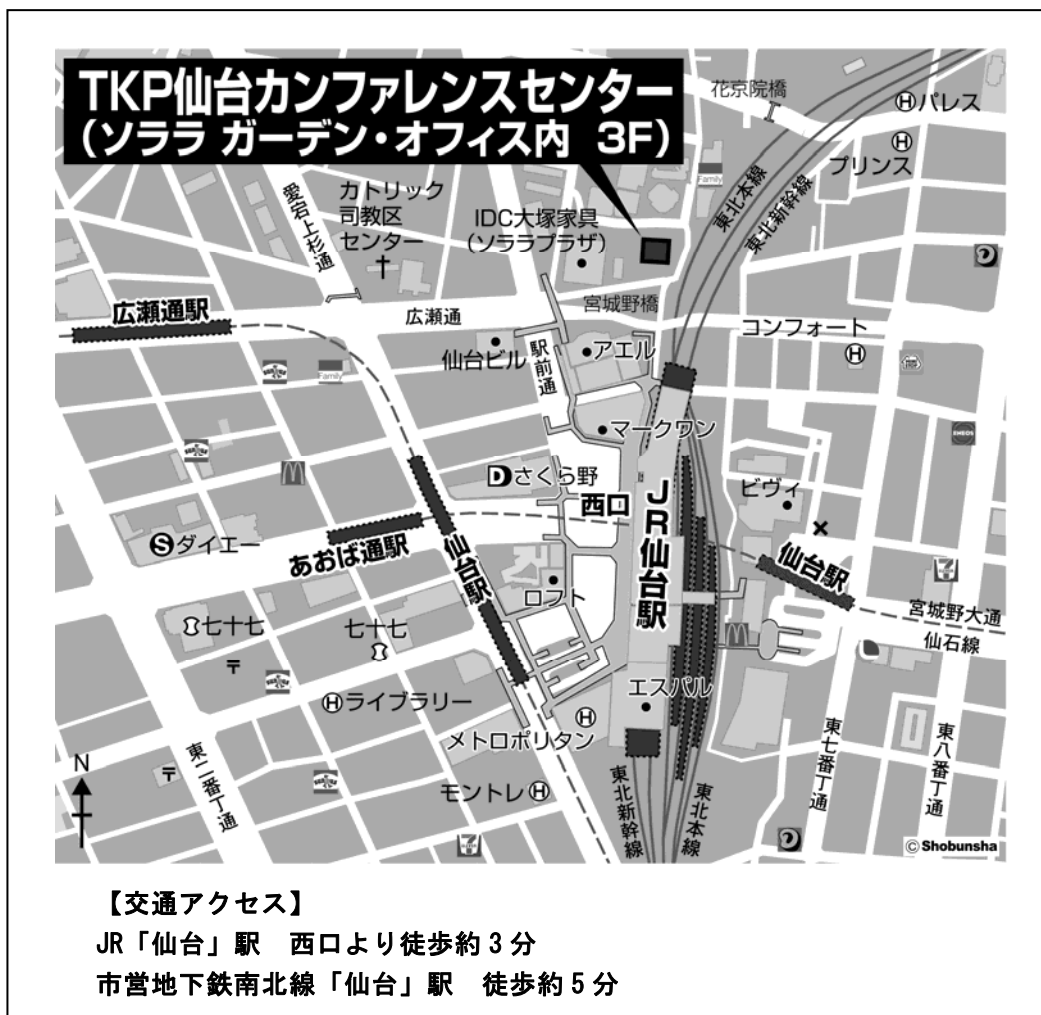 TKP仙台カンファレンスセンター
(ソララ ガーデン・オフィス内 3F)
花京院橋
Ⓗパレス
Ⓗ
プリンス
Family
東北本線
東北新幹線
愛宕上杉通
カトリック
司教区
センター
IDC大塚家具
(ソララプラザ)
宮城野橋
広瀬通駅
広瀬通
コンフォート
Ⓗ
仙台ビル
駅前通
アエル
Family
マークワン
ENEOS
Dさくら野
西口
JR仙台駅
ビヴィ
Sダイエー
あおば通駅
仙台駅
仙台駅
ロフト
宮城野大通
仙石線
七十七
七十七
〒
エスパル
Ⓗライブラリー
Ⓗ
メトロポリタン
東二番丁通
〒
N
モントレⒽ
東北新幹線
東北本線
東七番丁通
東八番丁通
© Shobunsha
【交通アクセス】
JR「仙台」駅 西口より徒歩約3分
市営地下鉄南北線「仙台」駅 徒歩約5分